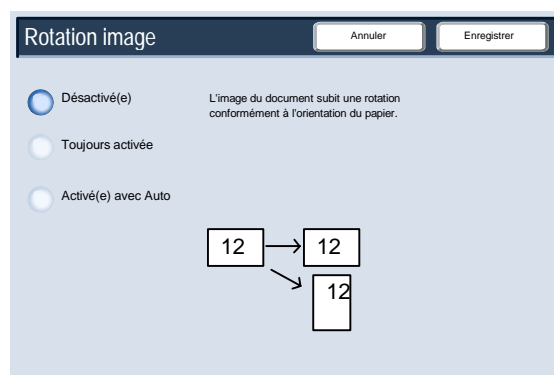 Rotation image
Annuler
Enregistrer
Désactivé(e)
L'image du document subit une rotation
conformément à l'orientation du papier.
Toujours activée
Activé(e) avec Auto
12
12
12